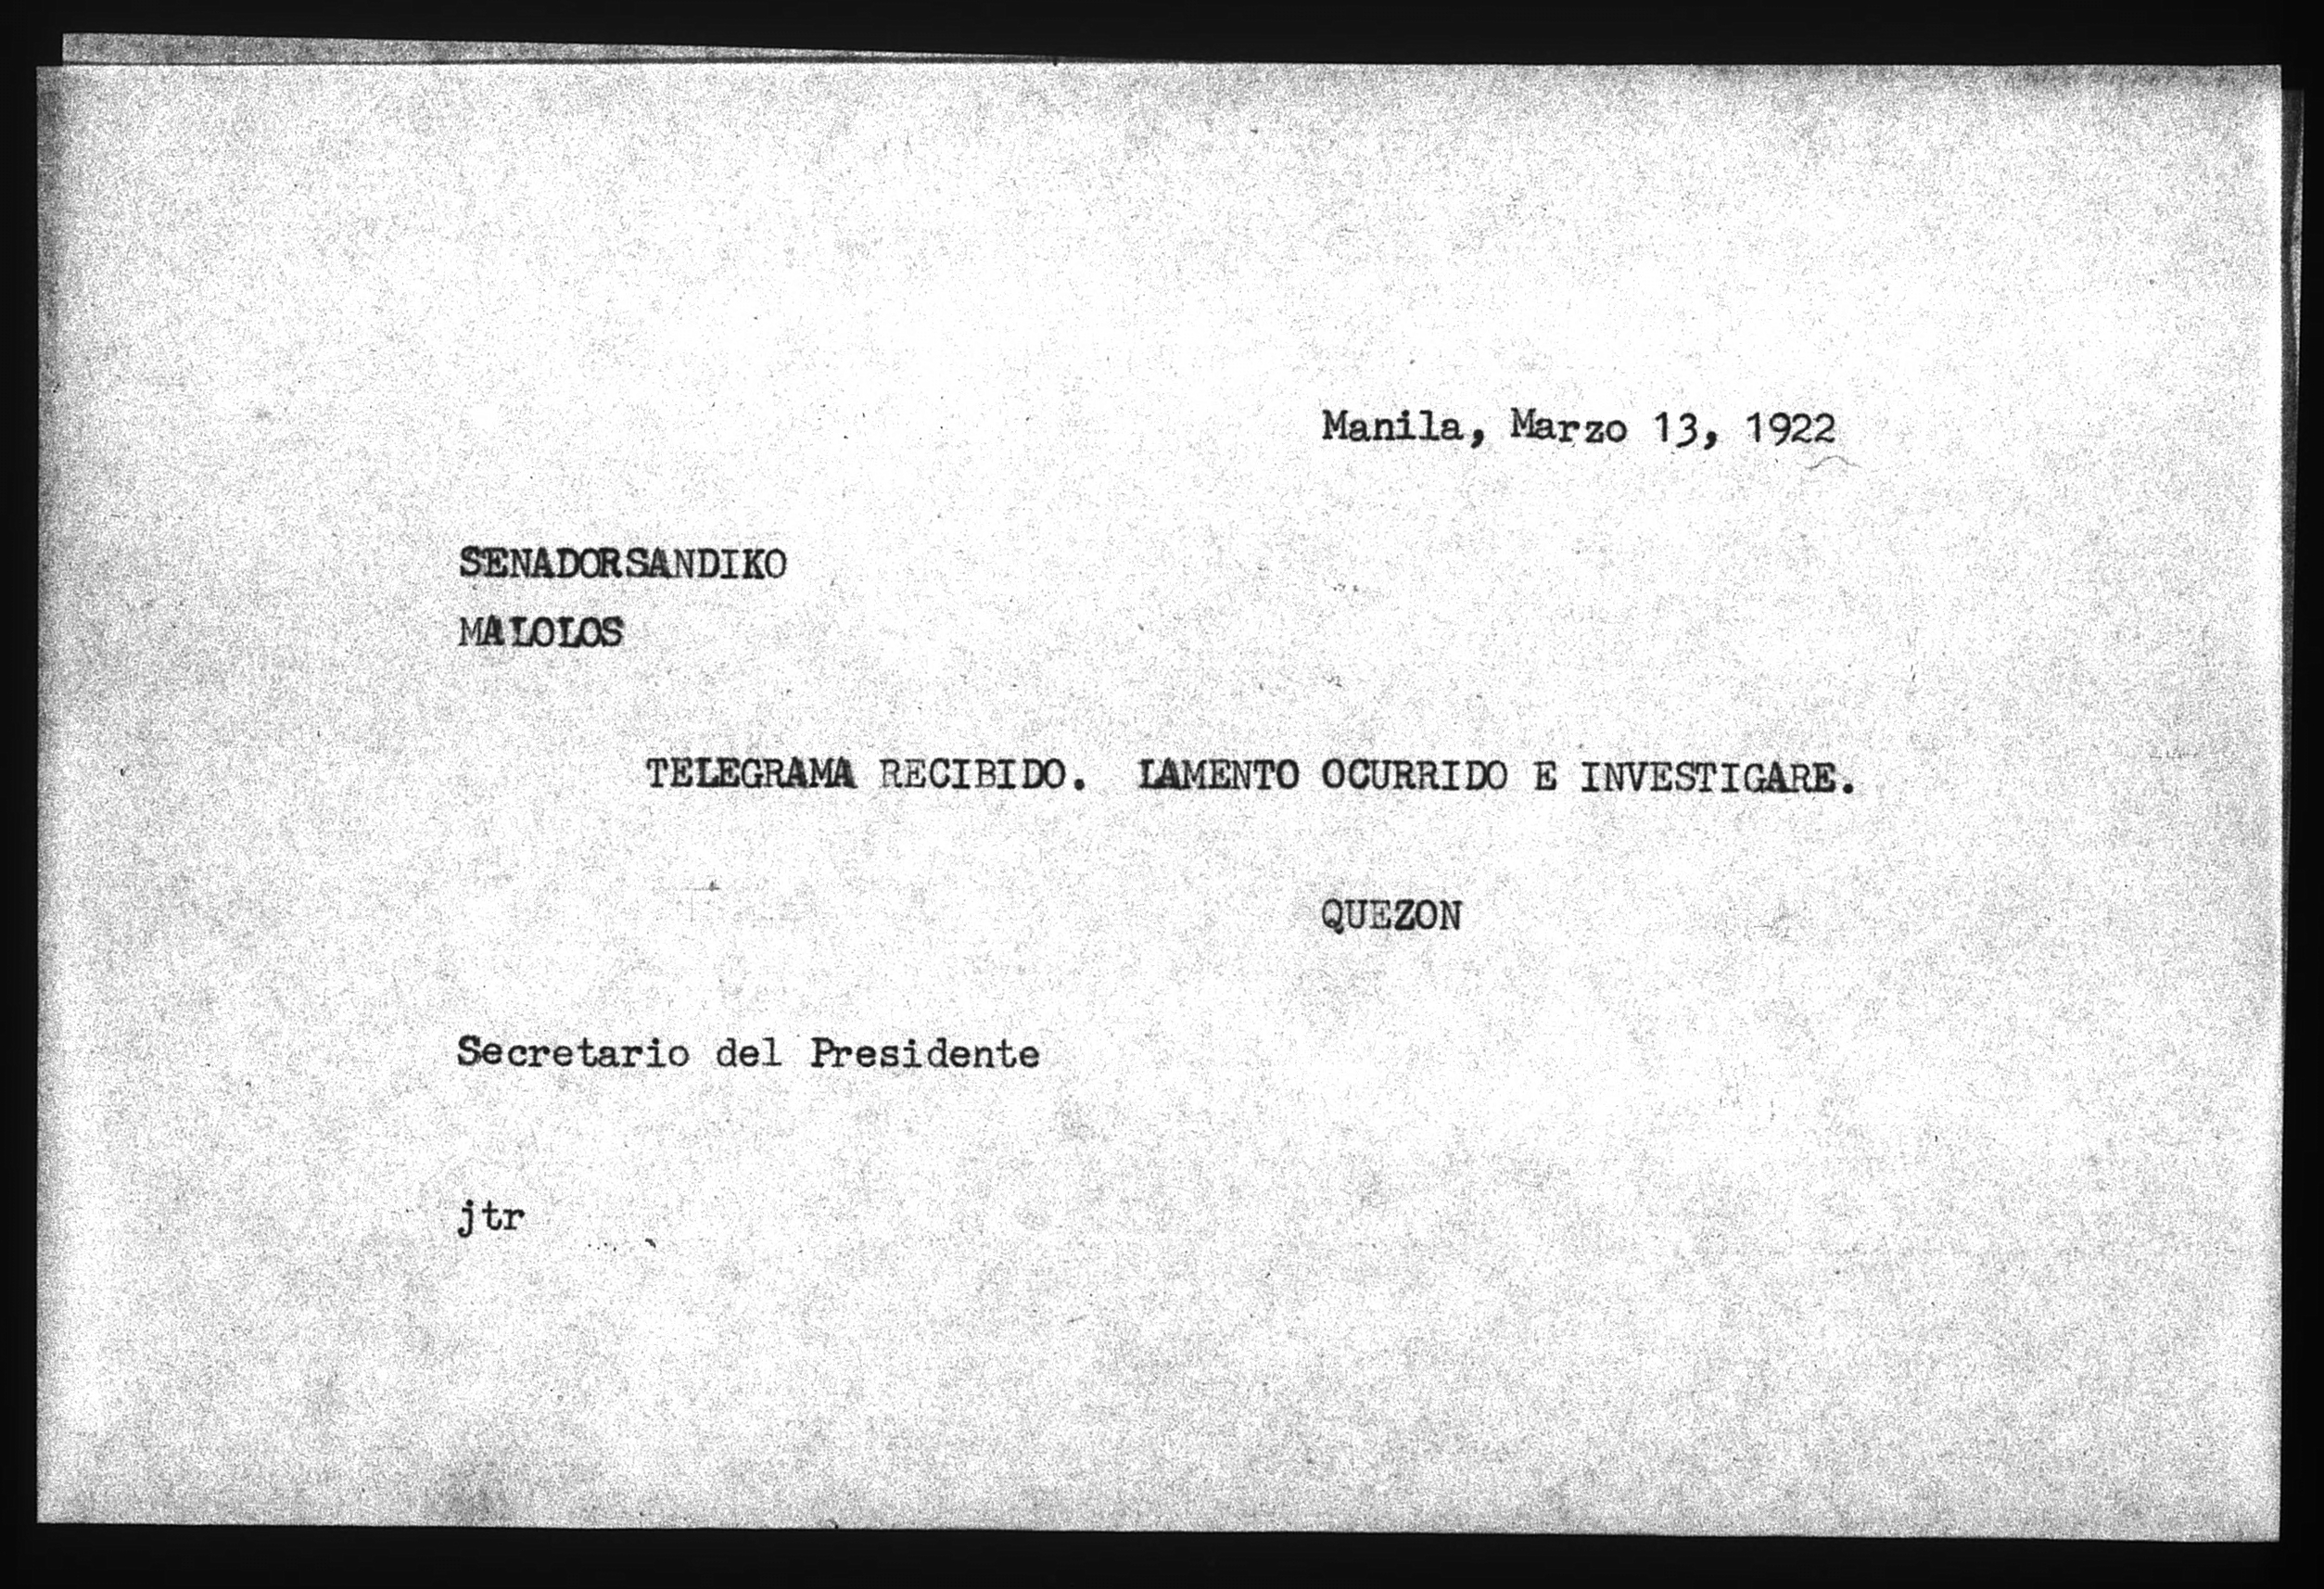 Manila, Marzo 13, 1922
SENADORSANDIKO
MALOLOS
TELEGRAMA RECIBIDO. LAMENTO OCURRIDO E INVESTIGARE.
QUEZON
Secretario del Presidente
jtr